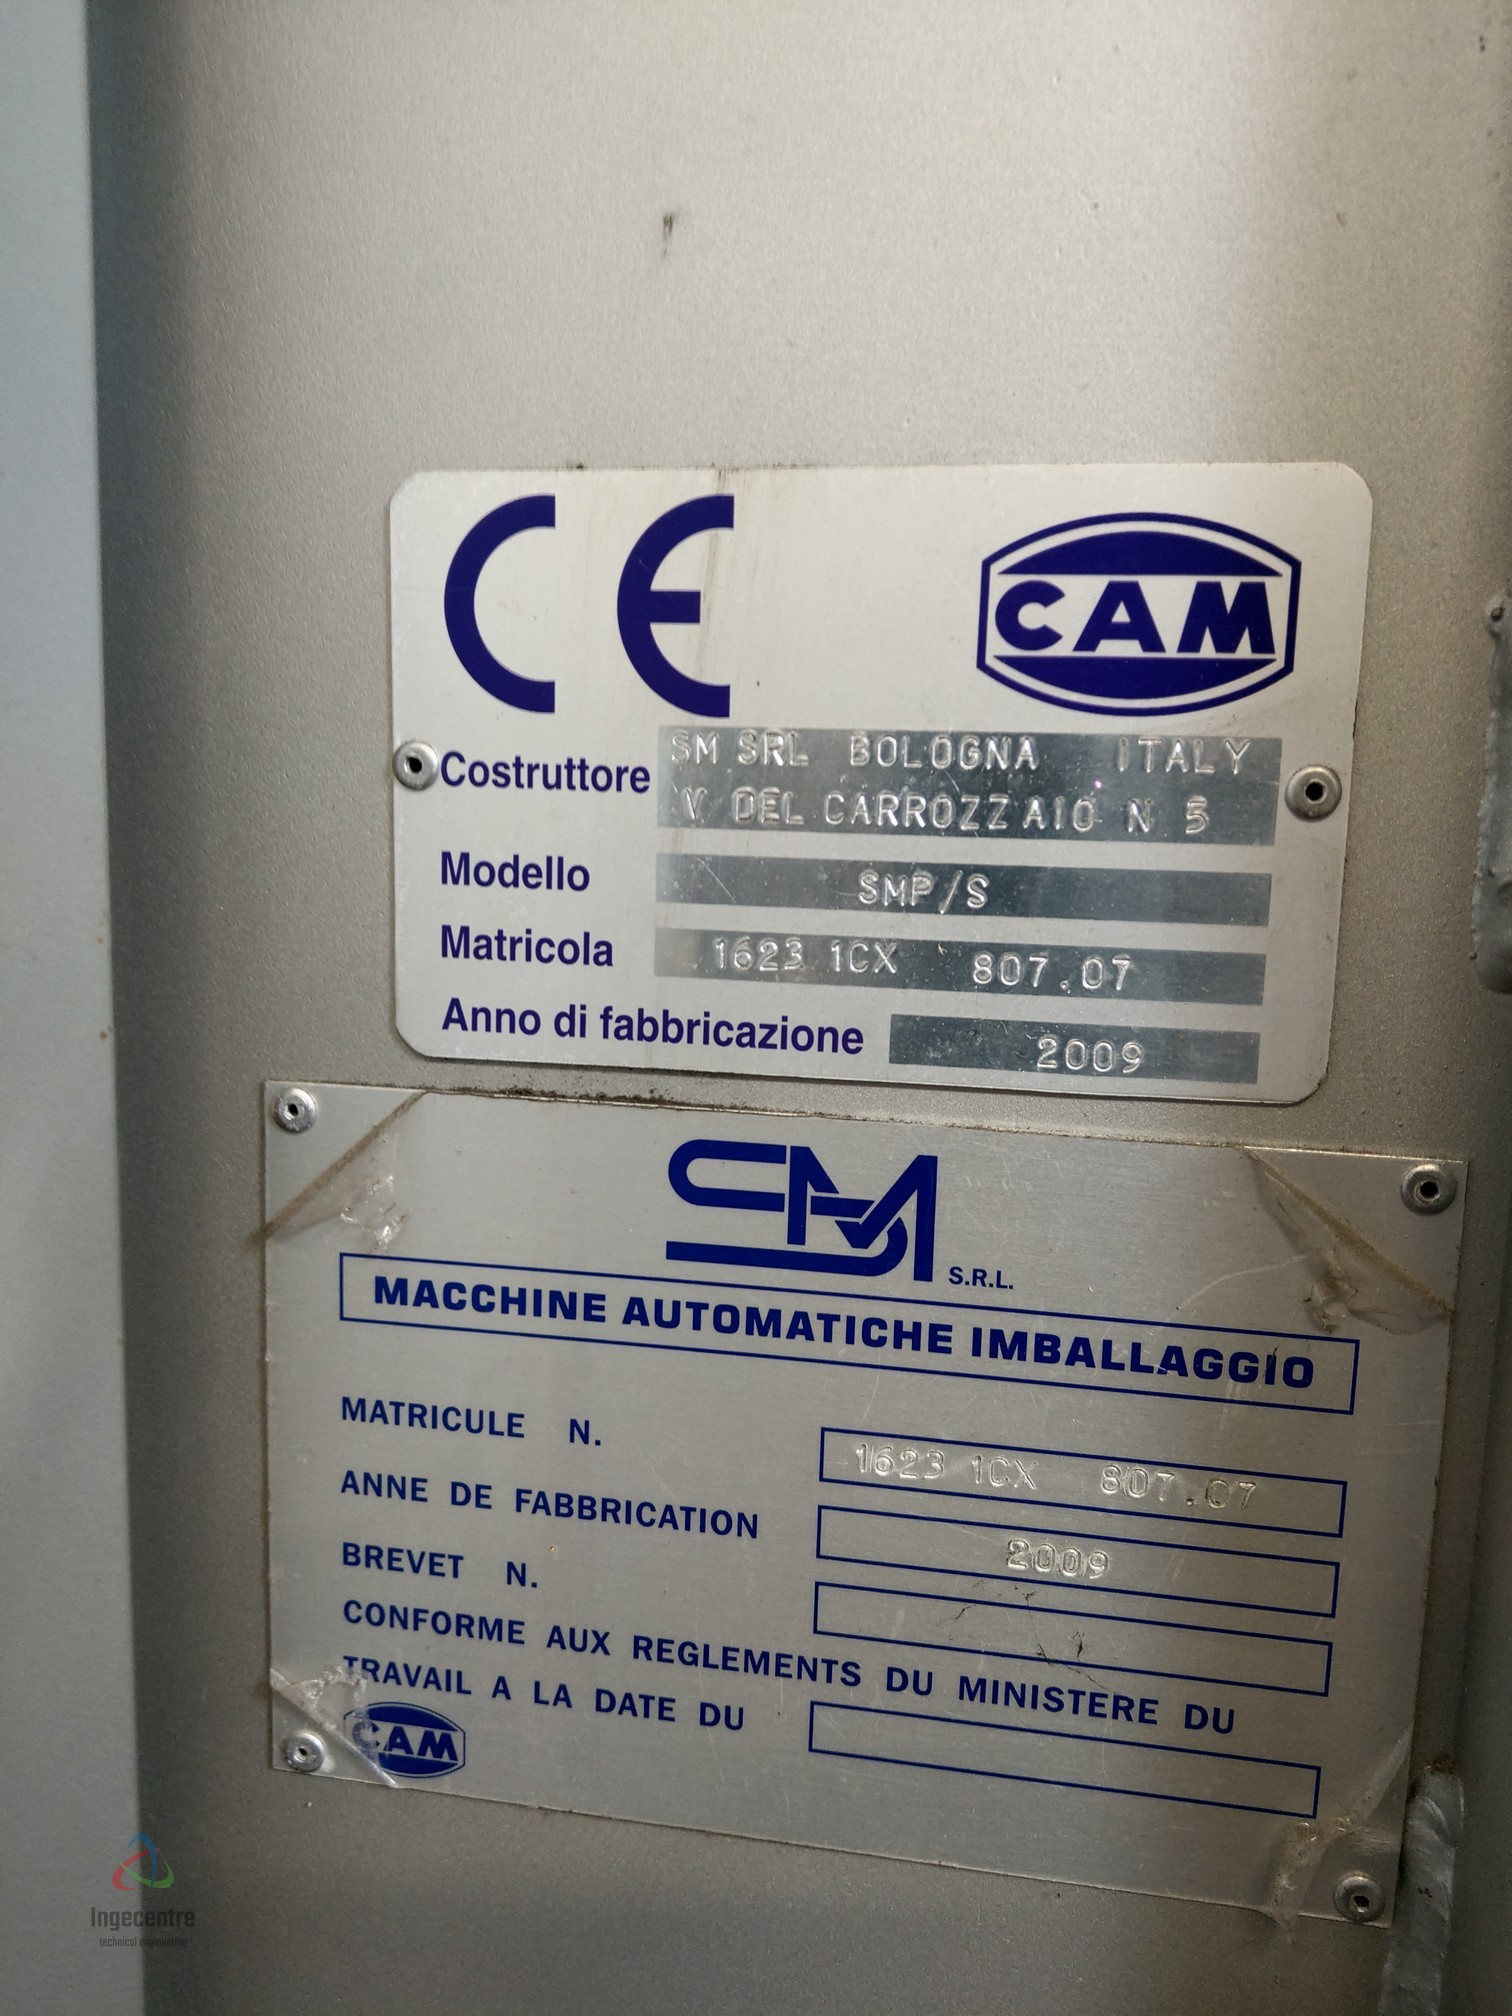 CE CAM
Costruttore SM SRL BOLOGNA ITALY
V. DEL CARROZZAIO N 5
Modello SMP/S
Matricola 1623 1CX 807.07
Anno di fabbricazione 2009
SM S.R.L.
MACCHINE AUTOMATICHE IMBALLAGGIO
MATRICULE N. 1623 1CX 807.07
ANNE DE FABBRICATION 2009
BREVET N.
CONFORME AUX REGLEMENTS DU MINISTERE DU
TRAVAIL A LA DATE DU
CAM
Ingecentre
technical engineering